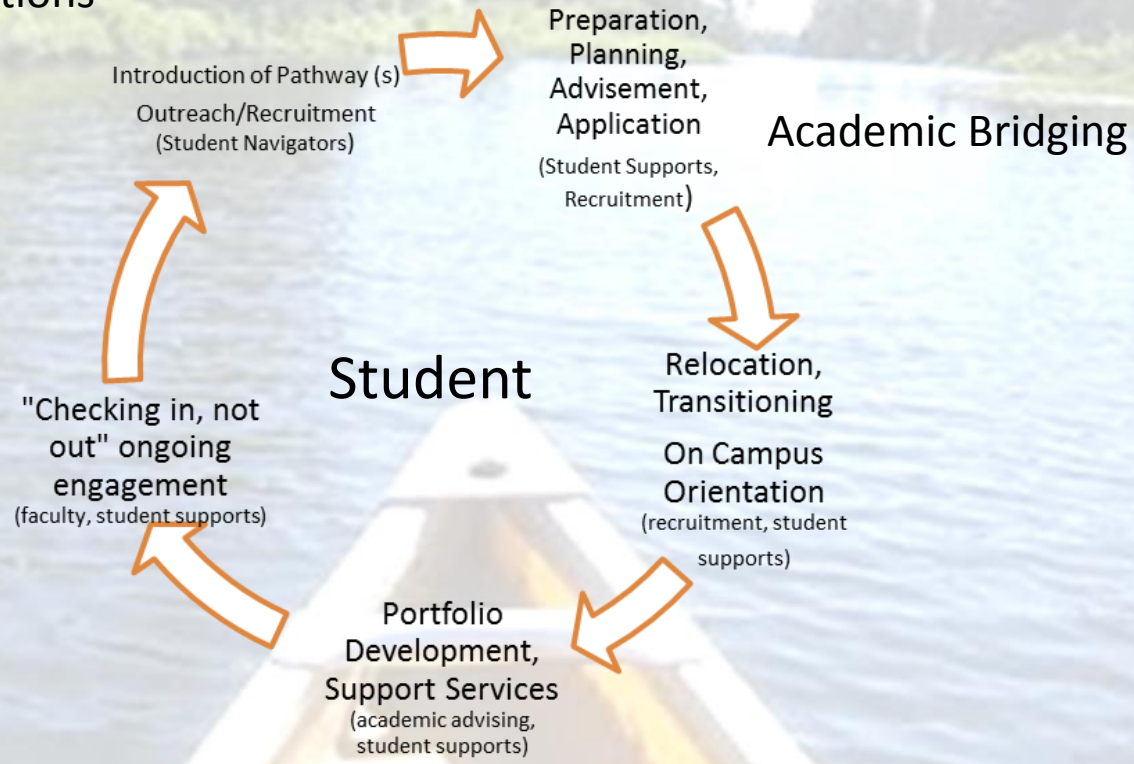 Introduction of Pathway (s)
Outreach/Recruitment
(Student Navigators)
Preparation,
Planning,
Advisement,
Application
(Student Supports,
Recruitment)
Academic Bridging
Relocation,
Transitioning
On Campus
Orientation
(recruitment, student
supports)
Student
Portfolio
Development,
Support Services
(academic advising,
student supports)
"Checking in, not
out" ongoing
engagement
(faculty, student supports)